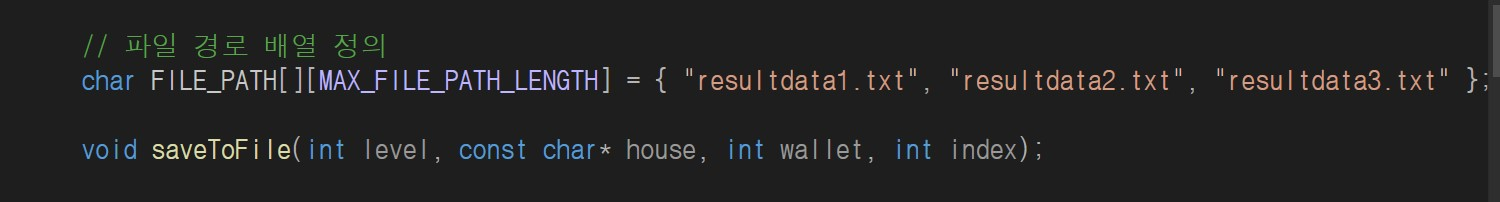 // 파일 경로 배열 정의
char FILE_PATH[][MAX_FILE_PATH_LENGTH] = { "resultdata1.txt", "resultdata2.txt", "resultdata3.txt" };
void saveToFile(int level, const char* house, int wallet, int index);